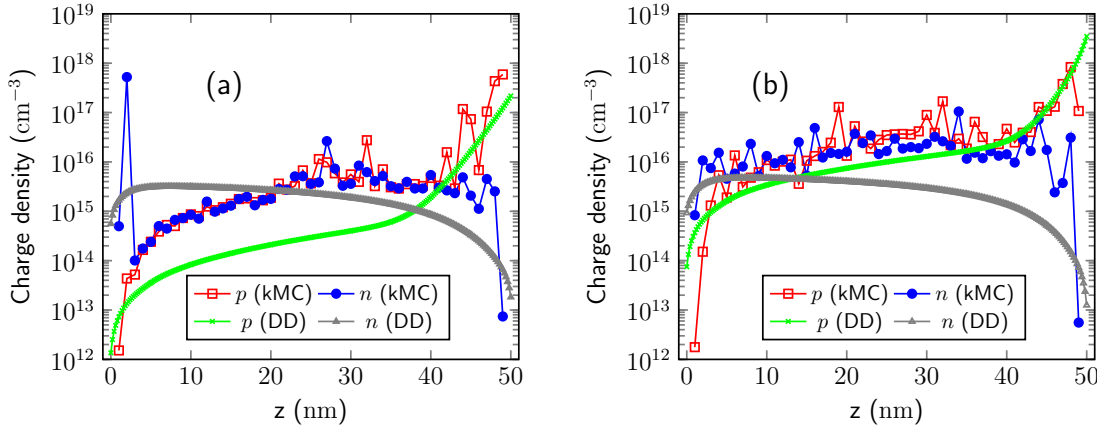 10^19
10^18
10^17
10^16
10^15
10^14
10^13
10^12
Charge density (cm^−3)
(a)
p (kMC) n (kMC)
p (DD) n (DD)
0 10 20 30 40 50
z (nm)
10^19
10^18
10^17
10^16
10^15
10^14
10^13
10^12
Charge density (cm^−3)
(b)
p (kMC) n (kMC)
p (DD) n (DD)
0 10 20 30 40 50
z (nm)